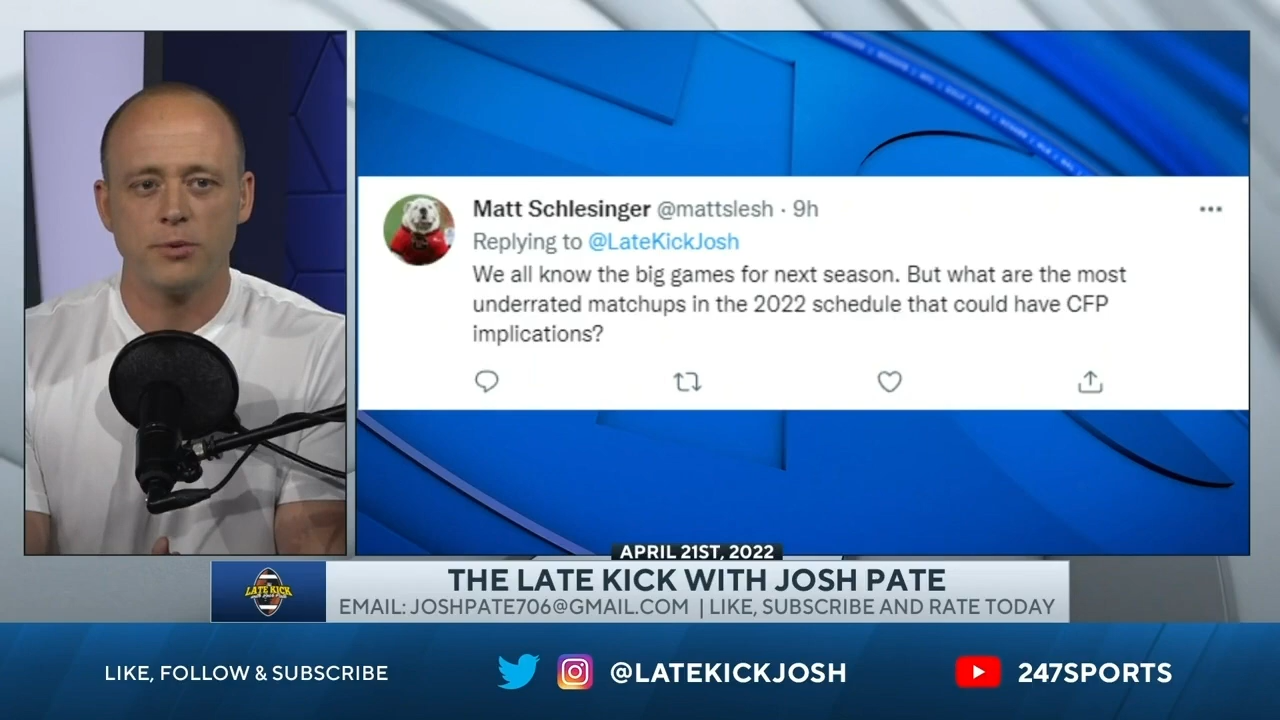 Matt Schlesinger @mattslesh · 9h
Replying to @LateKickJosh
We all know the big games for next season. But what are the most
underrated matchups in the 2022 schedule that could have CFP
implications?
APRIL 21ST, 2022
LATE KICK
THE LATE KICK WITH JOSH PATE
EMAIL: JOSHPATE706@GMAIL.COM | LIKE, SUBSCRIBE AND RATE TODAY
LIKE, FOLLOW & SUBSCRIBE
@LATEKICKJOSH
247SPORTS